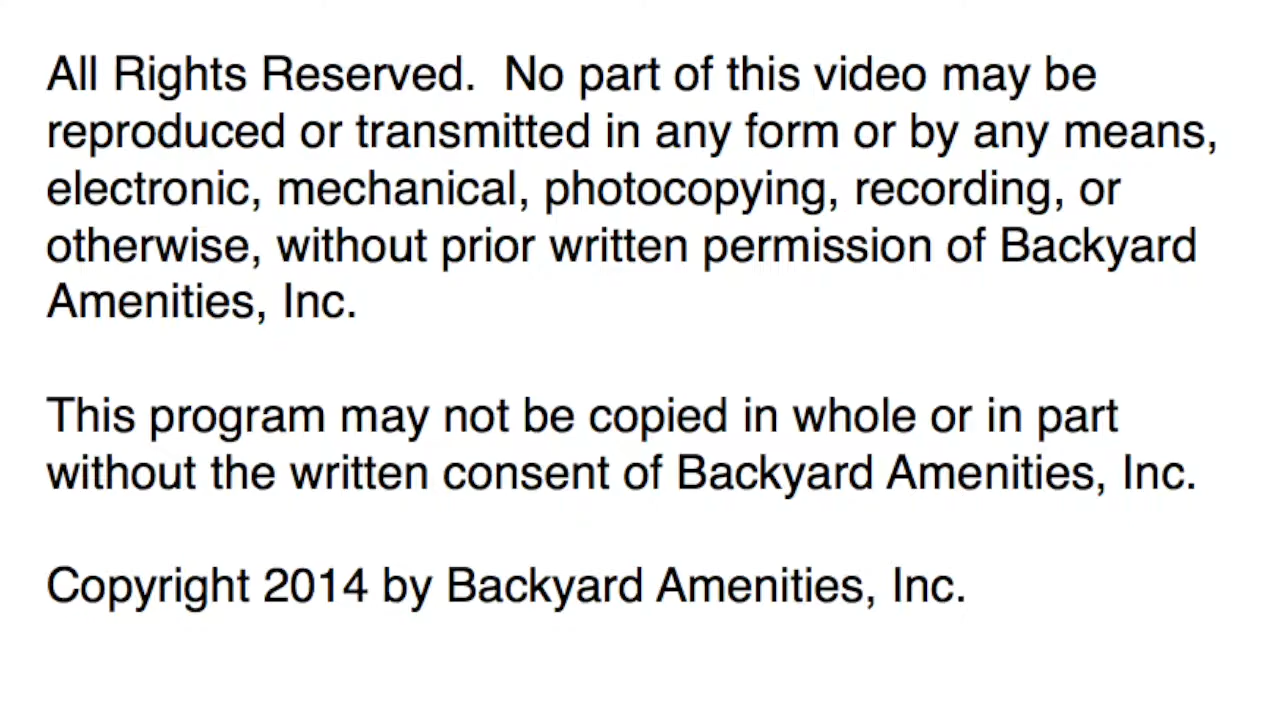 All Rights Reserved.  No part of this video may be
reproduced or transmitted in any form or by any means,
electronic, mechanical, photocopying, recording, or
otherwise, without prior written permission of Backyard
Amenities, Inc.
This program may not be copied in whole or in part
without the written consent of Backyard Amenities, Inc.
Copyright 2014 by Backyard Amenities, Inc.